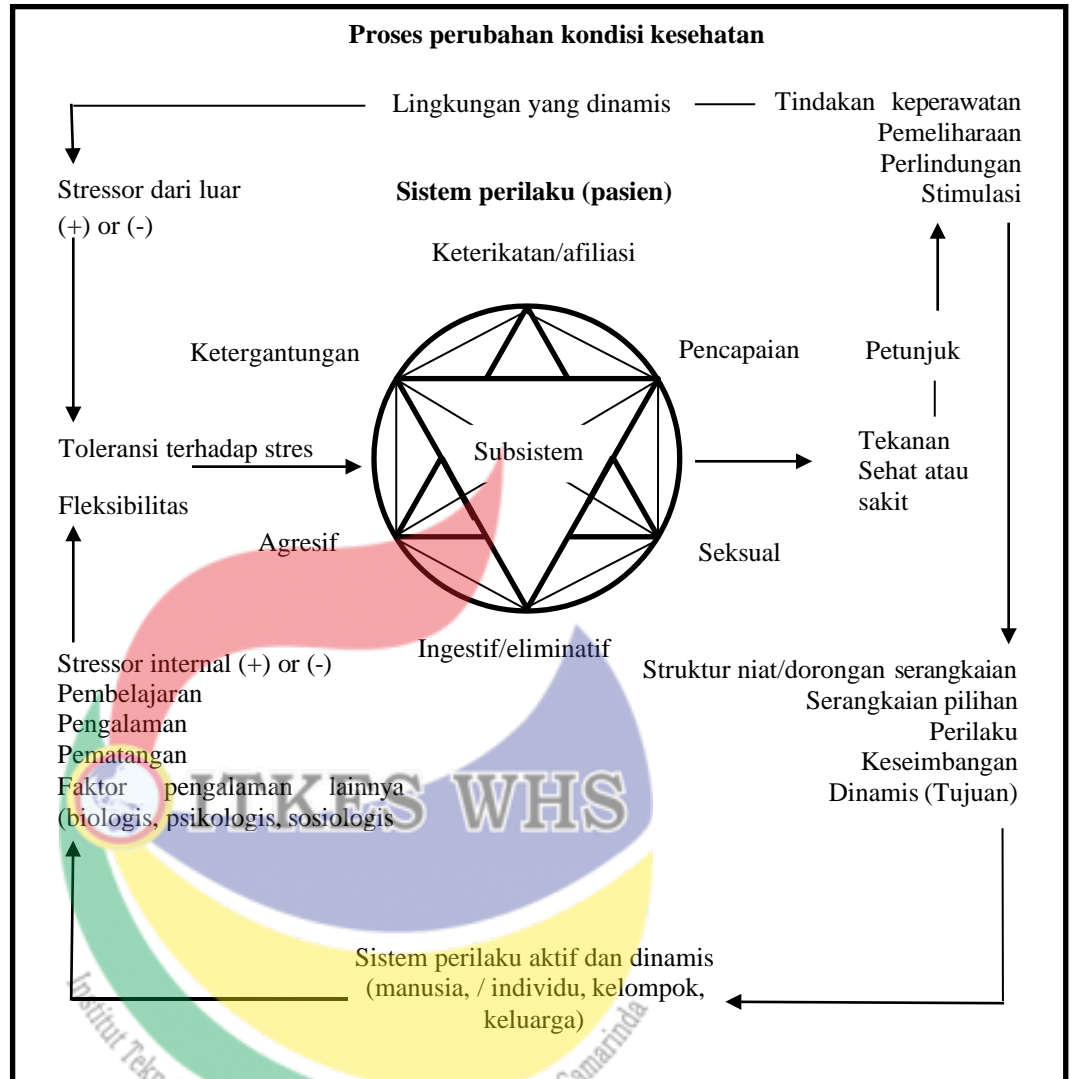 Proses perubahan kondisi kesehatan
Lingkungan yang dinamis
Tindakan keperawatan
Pemeliharaan
Perlindungan
Stimulasi
Stressor dari luar
(+) or (-)
Sistem perilaku (pasien)
Keterikatan/afiliasi
Ketergantungan
Pencapaian
Petunjuk
Toleransi terhadap stres
Subsistem
Tekanan
Sehat atau
sakit
Fleksibilitas
Agresif
Seksual
Ingestif/eliminatif
Stressor internal (+) or (-)
Pembelajaran
Pengalaman
Pematangan
Faktor pengalaman lainnya
(biologis, psikologis, sosiologis
Struktur niat/dorongan serangkaian
Serangkaian pilihan
Perilaku
Keseimbangan
Dinamis (Tujuan)
ITKES WHS
Sistem perilaku aktif dan dinamis
(manusia, / individu, kelompok,
keluarga)
Institut
Samarinda